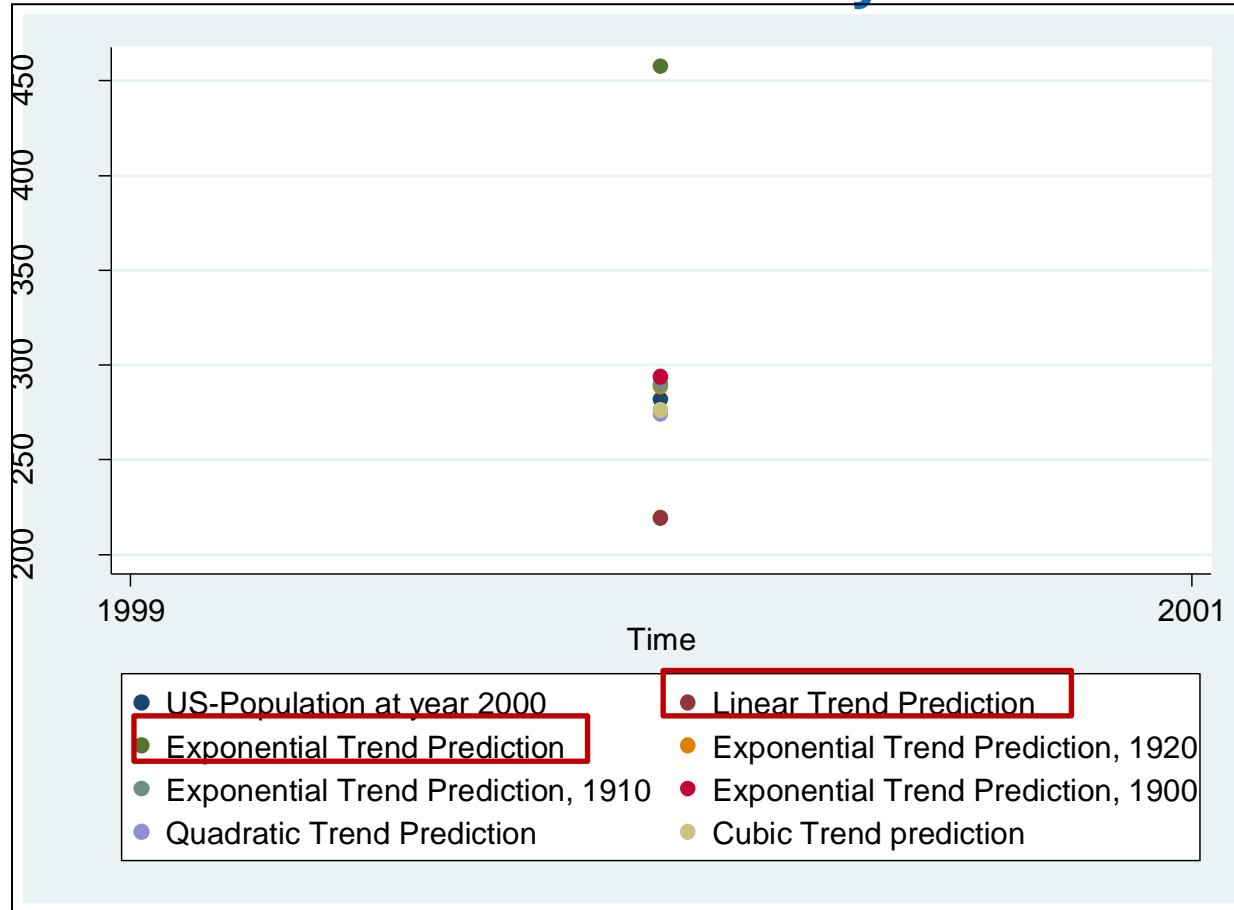 450
400
350
300
250
200
1999 2001
Time
US-Population at year 2000 Linear Trend Prediction
Exponential Trend Prediction Exponential Trend Prediction, 1920
Exponential Trend Prediction, 1910 Exponential Trend Prediction, 1900
Quadratic Trend Prediction Cubic Trend prediction